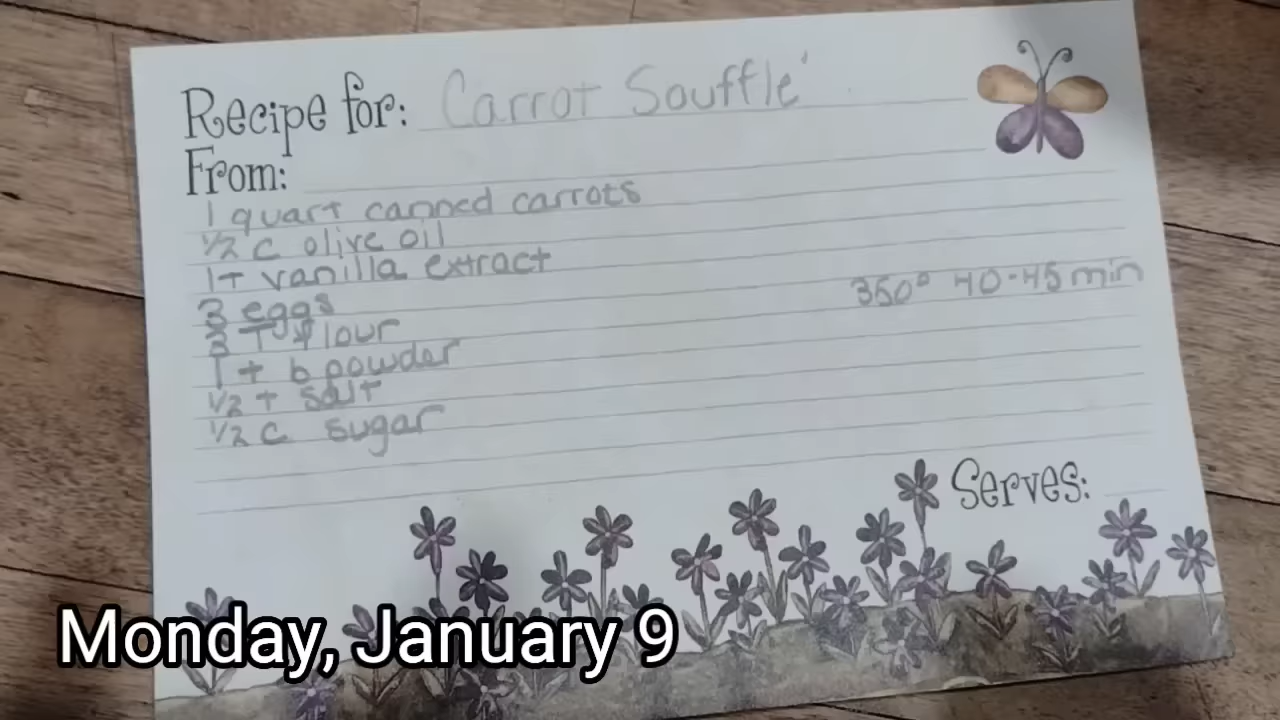 Recipe for: Carrot Souffle'
From:
1 quart canned carrots
1/2 c olive oil
1 t vanilla extract
3 eggs
3 T flour
1 t b powder
1/2 t salt
1/2 c sugar
350° 40-45 min
Serves:
Monday, January 9